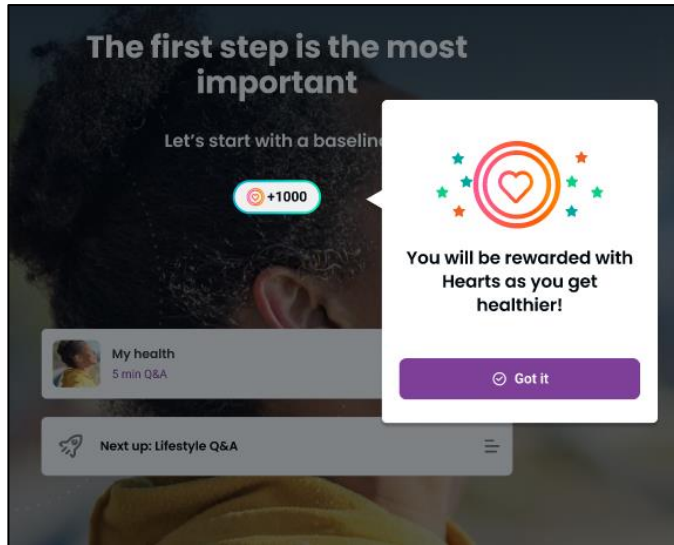 The first step is the most
important
Let's start with a baseline
+1000
You will be rewarded with
Hearts as you get
healthier!
Got it
My health
5 min Q&A
Next up: Lifestyle Q&A